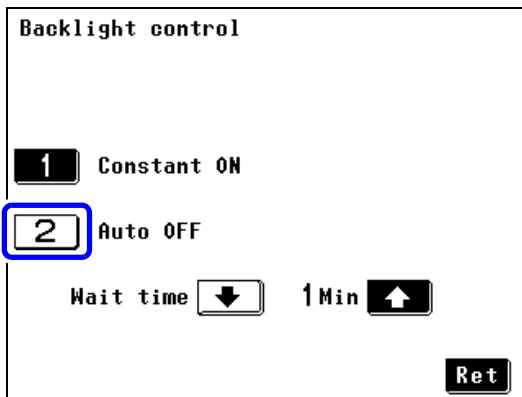 Backlight control
1 Constant ON
2 Auto OFF
Wait time 1 Min
Ret